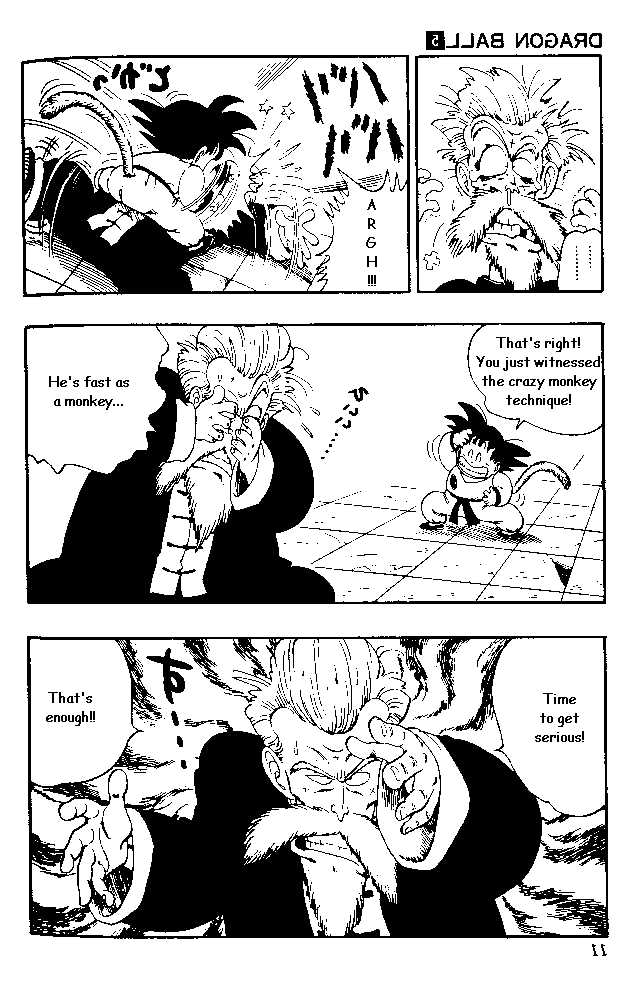 DRAGON BALL 5
ARGH!!!
..........
He's fast as
a monkey...
That's right!
You just witnessed
the crazy monkey
technique!
That's
enough!!
Time
to get
serious!
11